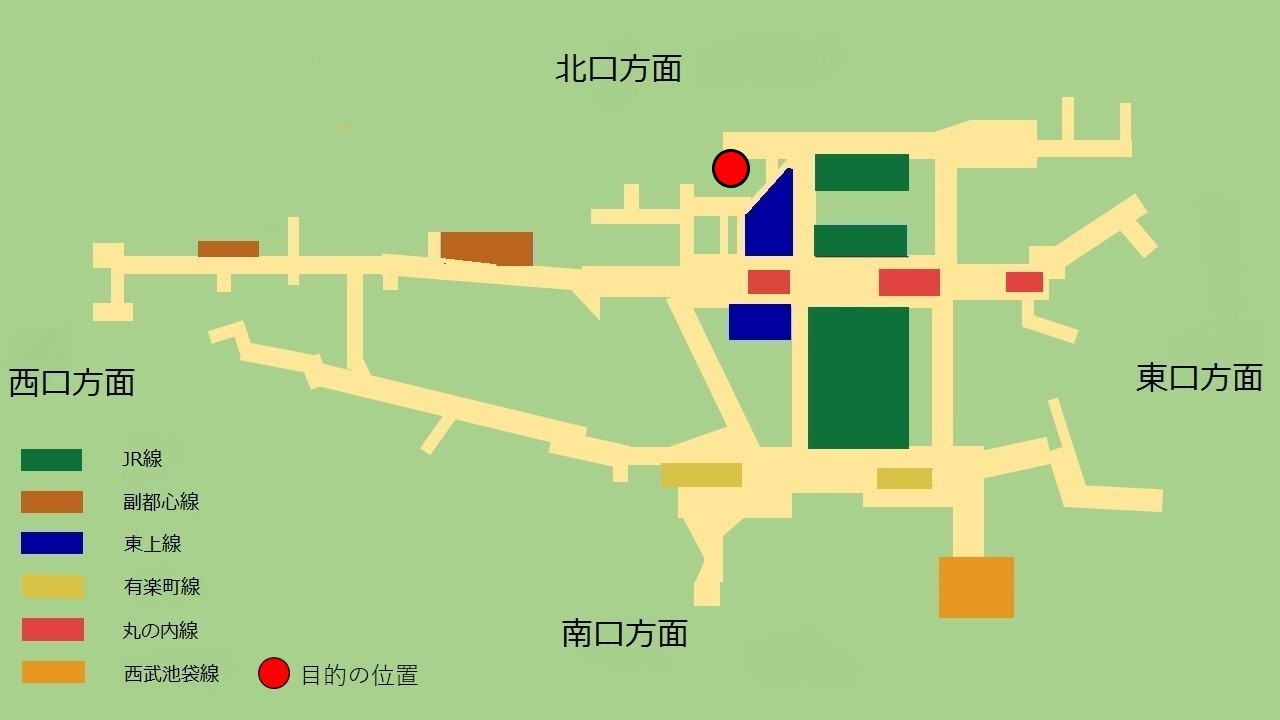 北口方面
西口方面
東口方面
JR線
副都心線
東上線
有楽町線
丸の内線
西武池袋線
目的の位置
南口方面